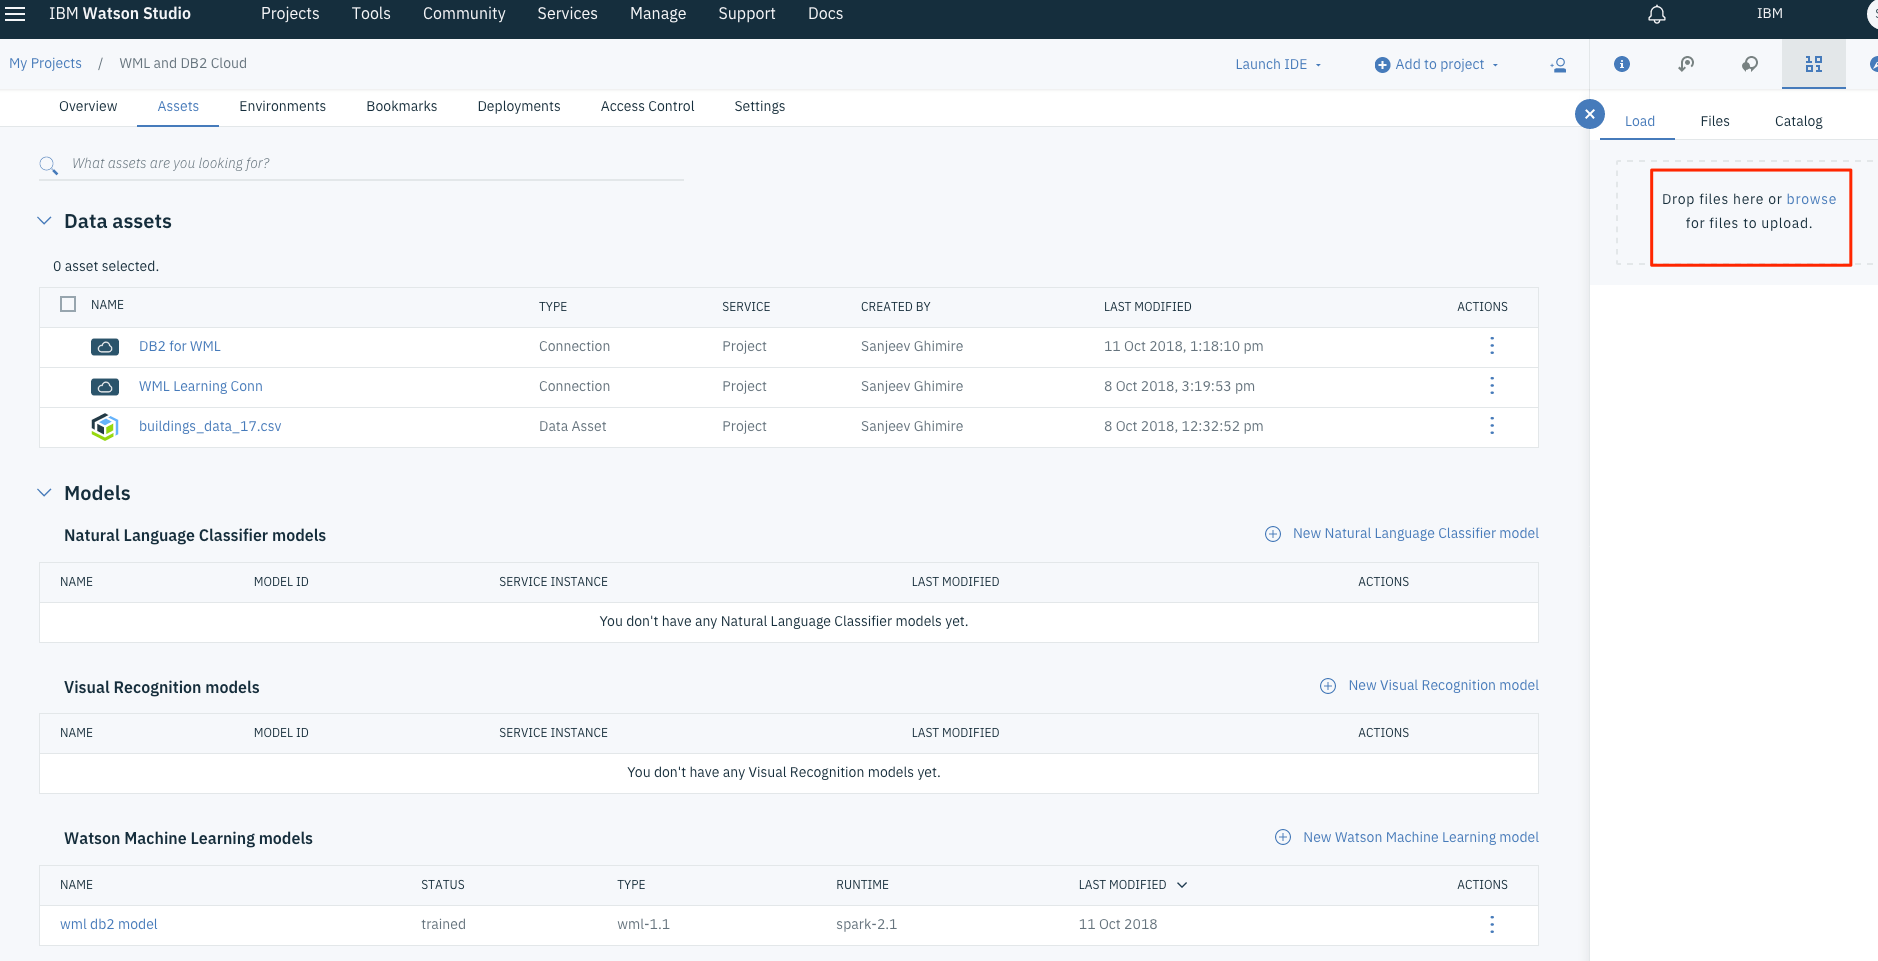 IBM Watson Studio Projects Tools Community Services Manage Support Docs IBM
My Projects / WML and DB2 Cloud Launch IDE Add to project
Overview Assets Environments Bookmarks Deployments Access Control Settings
Load Files Catalog
What assets are you looking for?
Drop files here or browse
for files to upload.
Data assets
0 asset selected.
NAME TYPE SERVICE CREATED BY LAST MODIFIED ACTIONS
DB2 for WML Connection Project Sanjeev Ghimire 11 Oct 2018, 1:18:10 pm
WML Learning Conn Connection Project Sanjeev Ghimire 8 Oct 2018, 3:19:53 pm
buildings_data_17.csv Data Asset Project Sanjeev Ghimire 8 Oct 2018, 12:32:52 pm
Models
Natural Language Classifier models New Natural Language Classifier model
NAME MODEL ID SERVICE INSTANCE LAST MODIFIED ACTIONS
You don't have any Natural Language Classifier models yet.
Visual Recognition models New Visual Recognition model
NAME MODEL ID SERVICE INSTANCE LAST MODIFIED ACTIONS
You don't have any Visual Recognition models yet.
Watson Machine Learning models New Watson Machine Learning model
NAME STATUS TYPE RUNTIME LAST MODIFIED ACTIONS
wml db2 model trained wml-1.1 spark-2.1 11 Oct 2018